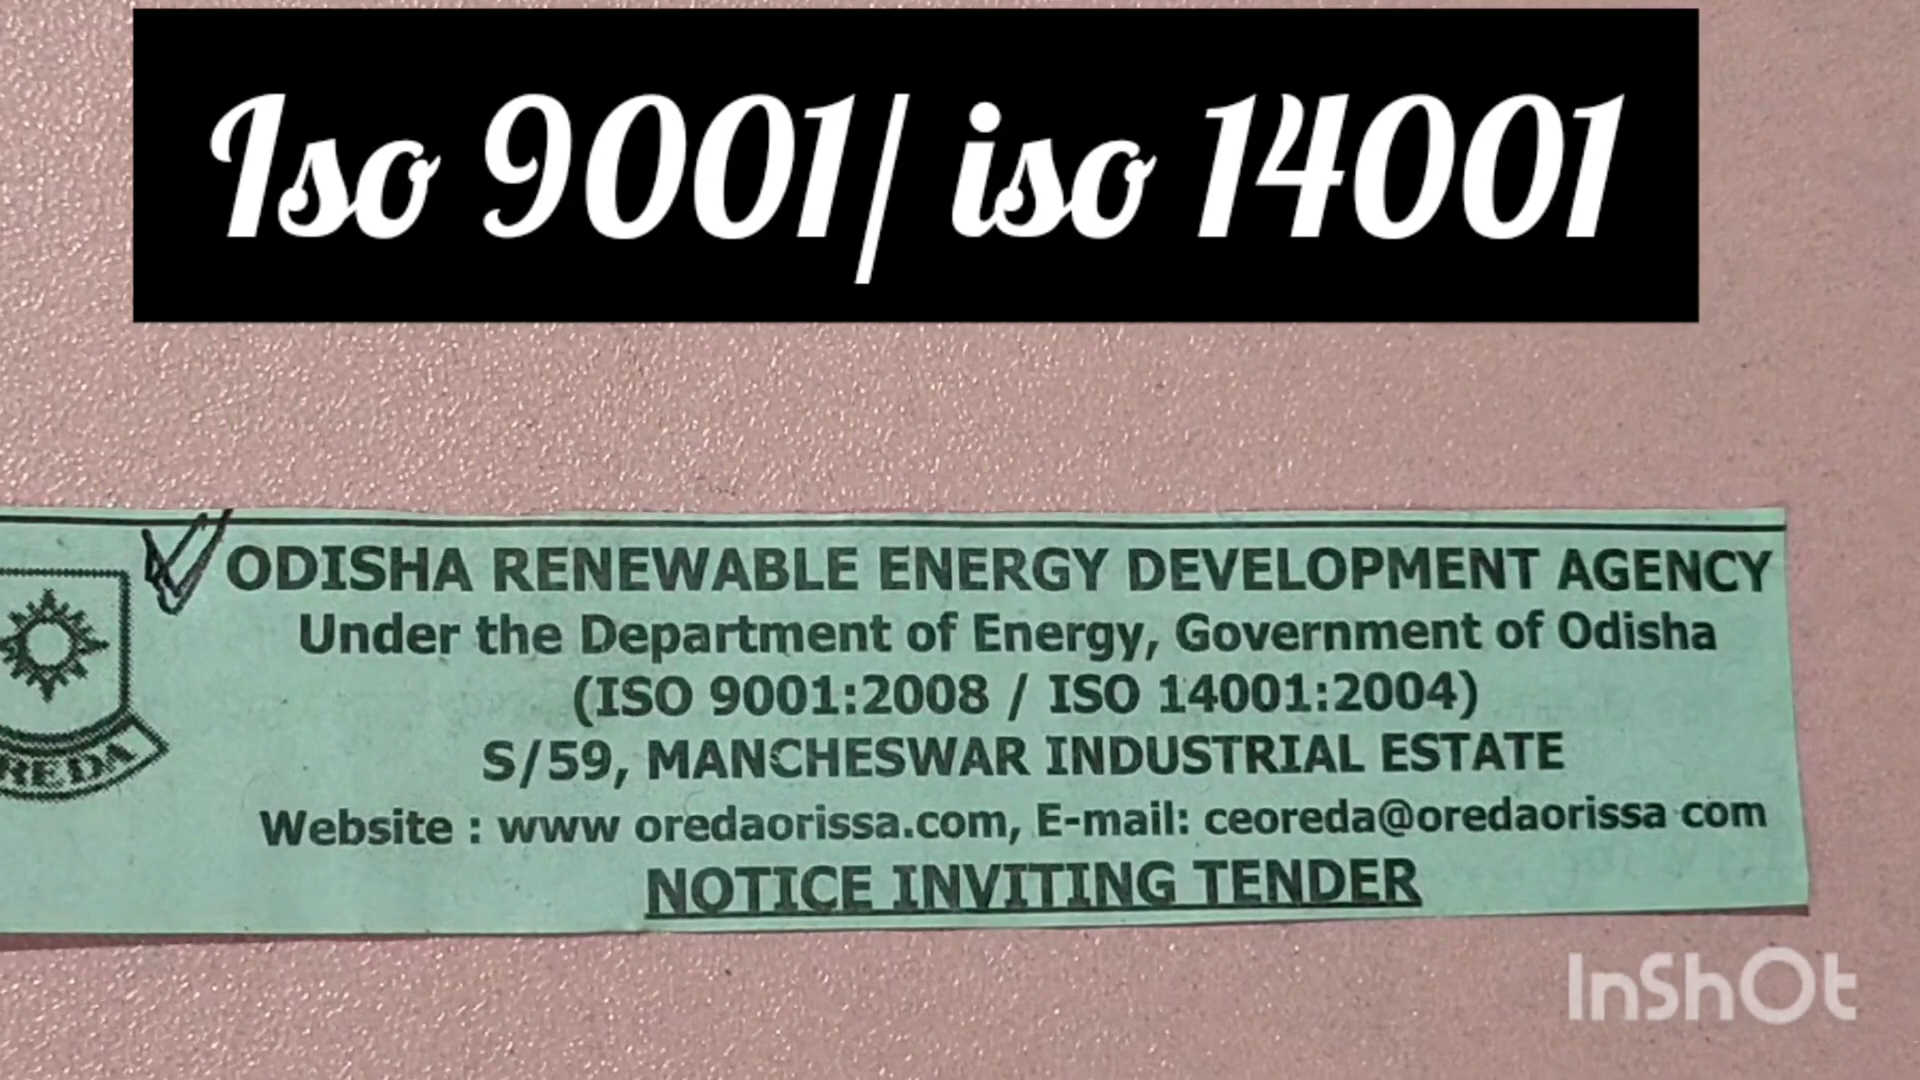 Iso 9001/ iso 14001
ODISHA RENEWABLE ENERGY DEVELOPMENT AGENCY
Under the Department of Energy, Government of Odisha
(ISO 9001:2008 / ISO 14001:2004)
S/59, MANCHESWAR INDUSTRIAL ESTATE
REDA
Website : www oredaorissa.com, E-mail: ceoreda@oredaorissa com
NOTICE INVITING TENDER
InShOt